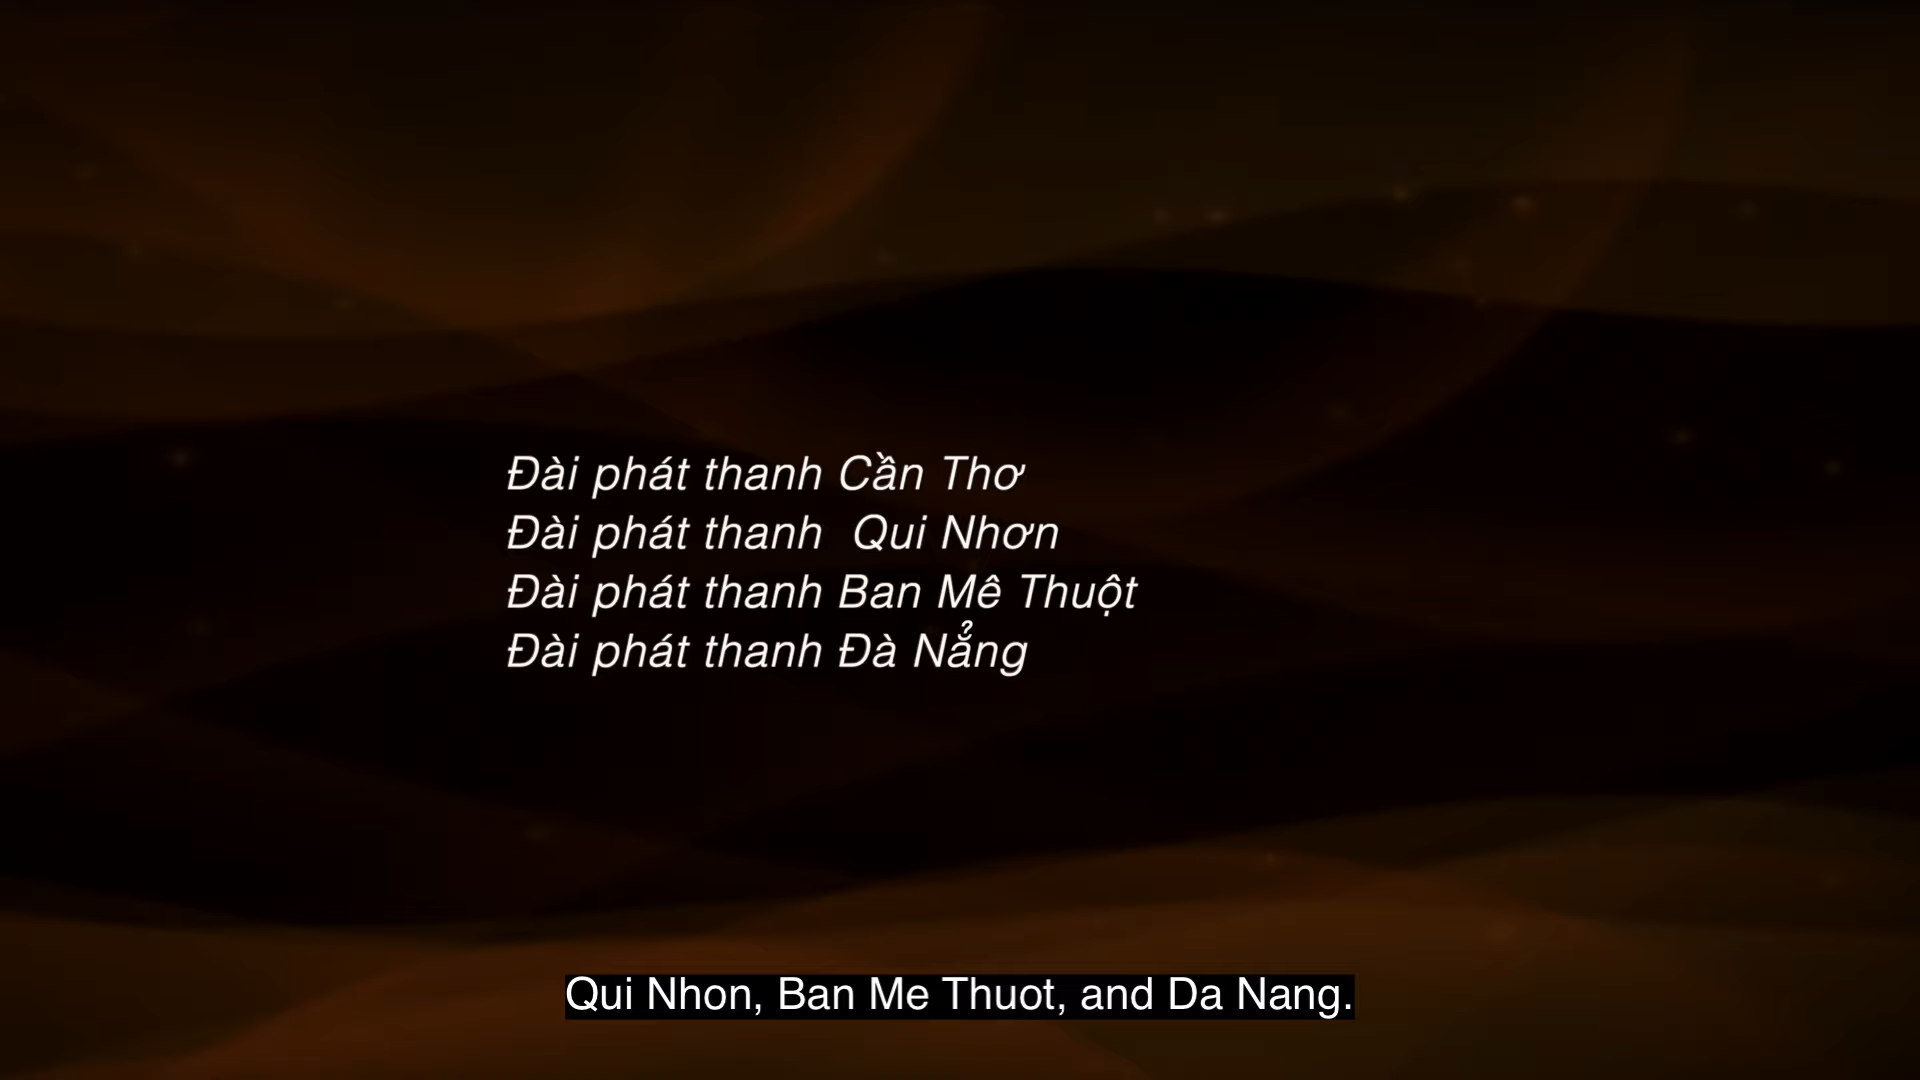 Đài phát thanh Cần Thơ
Đài phát thanh  Qui Nhơn
Đài phát thanh Ban Mê Thuột
Đài phát thanh Đà Nẳng
Qui Nhon, Ban Me Thuot, and Da Nang.